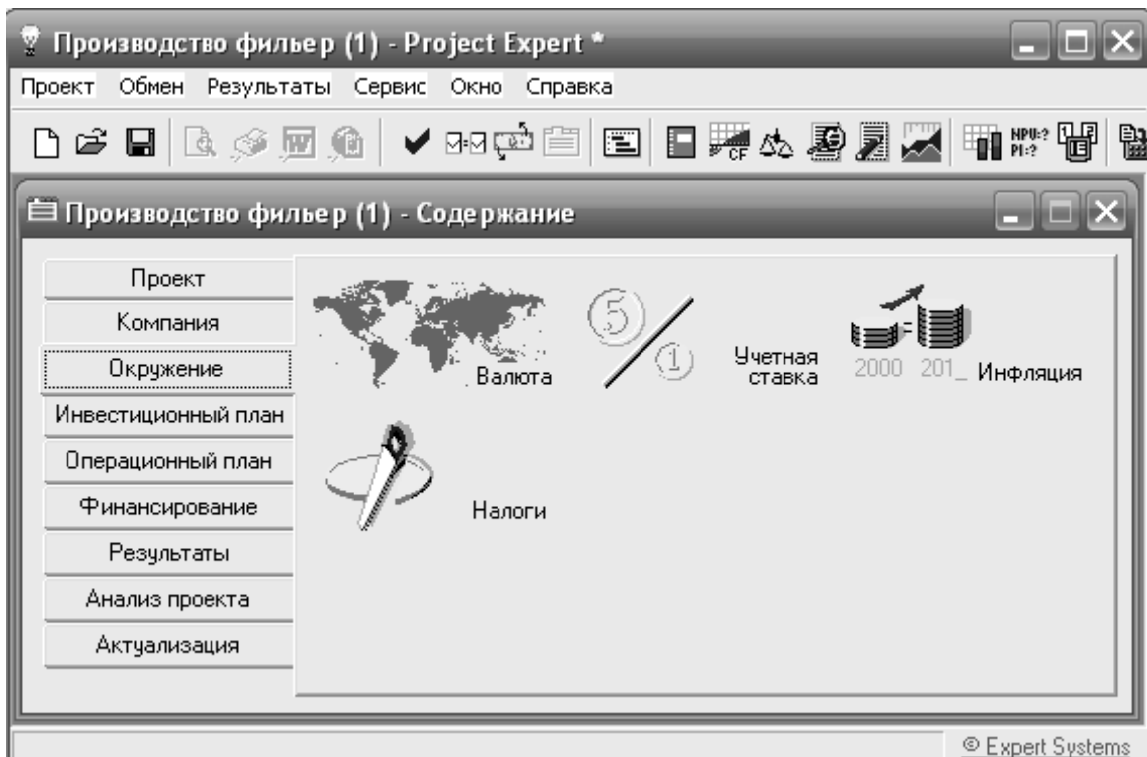 Производство фильер (1) - Project Expert *
Проект Обмен Результаты Сервис Окно Справка
CF NPV:? PI:?
Производство фильер (1) - Содержание
Проект
Компания
Окружение
Инвестиционный план
Операционный план
Финансирование
Результаты
Анализ проекта
Актуализация
Валюта
5
1
Учетная
ставка
2000 201_
Инфляция
Налоги
© Expert Systems